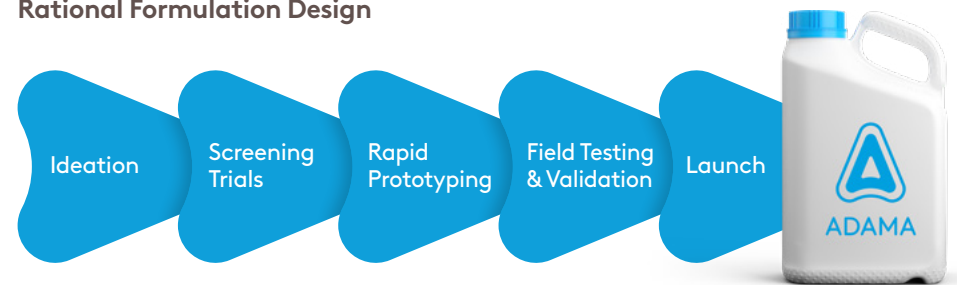 Rational Formulation Design
Ideation
Screening
Trials
Rapid
Prototyping
Field Testing
& Validation
Launch
ADAMA